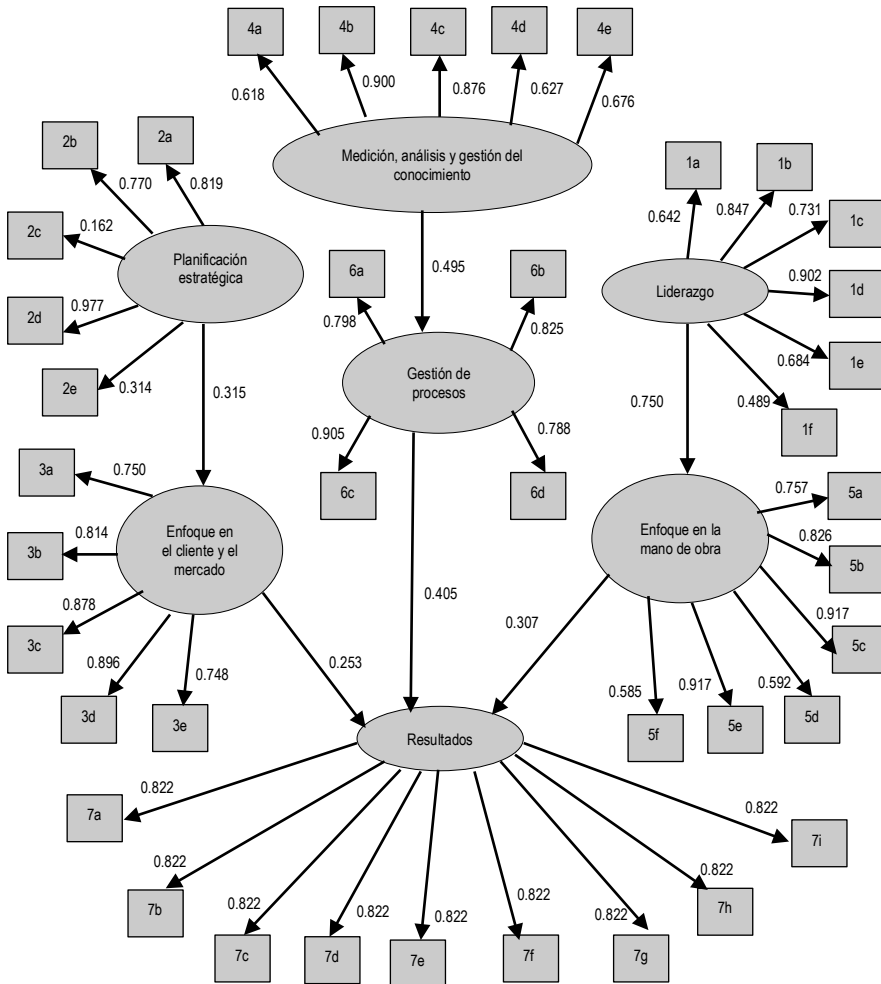 4a
4b
4c
4d
4e
0.618
0.900
0.876
0.627
0.676
Medición, análisis y gestión del
conocimiento
2b
2a
0.770
0.819
2c
0.162
Planificación
estratégica
2d
0.977
2e
0.314
0.315
0.495
6a
6b
0.798
0.825
Gestión de
procesos
0.905
0.788
6c
6d
1a
1b
0.642
0.847
0.731
1c
Liderazgo
0.902
1d
0.684
1e
0.489
1f
0.750
3a
0.750
3b
0.814
Enfoque en
el cliente y el
mercado
3c
0.878
3d
0.896
3e
0.748
0.253
0.405
0.307
Enfoque en la
mano de obra
0.757
5a
0.826
5b
0.917
5c
0.592
5d
0.917
5e
0.585
5f
Resultados
0.822
7a
0.822
7b
0.822
7c
0.822
7d
0.822
7e
0.822
7f
0.822
7g
0.822
7h
0.822
7i